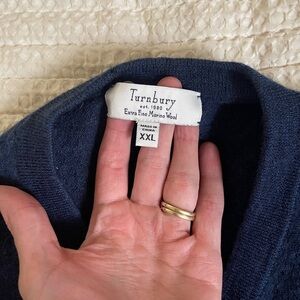 Turnbury
est. 1980
Extra Fine Merino Wool
MADE IN
CHINA
XXL